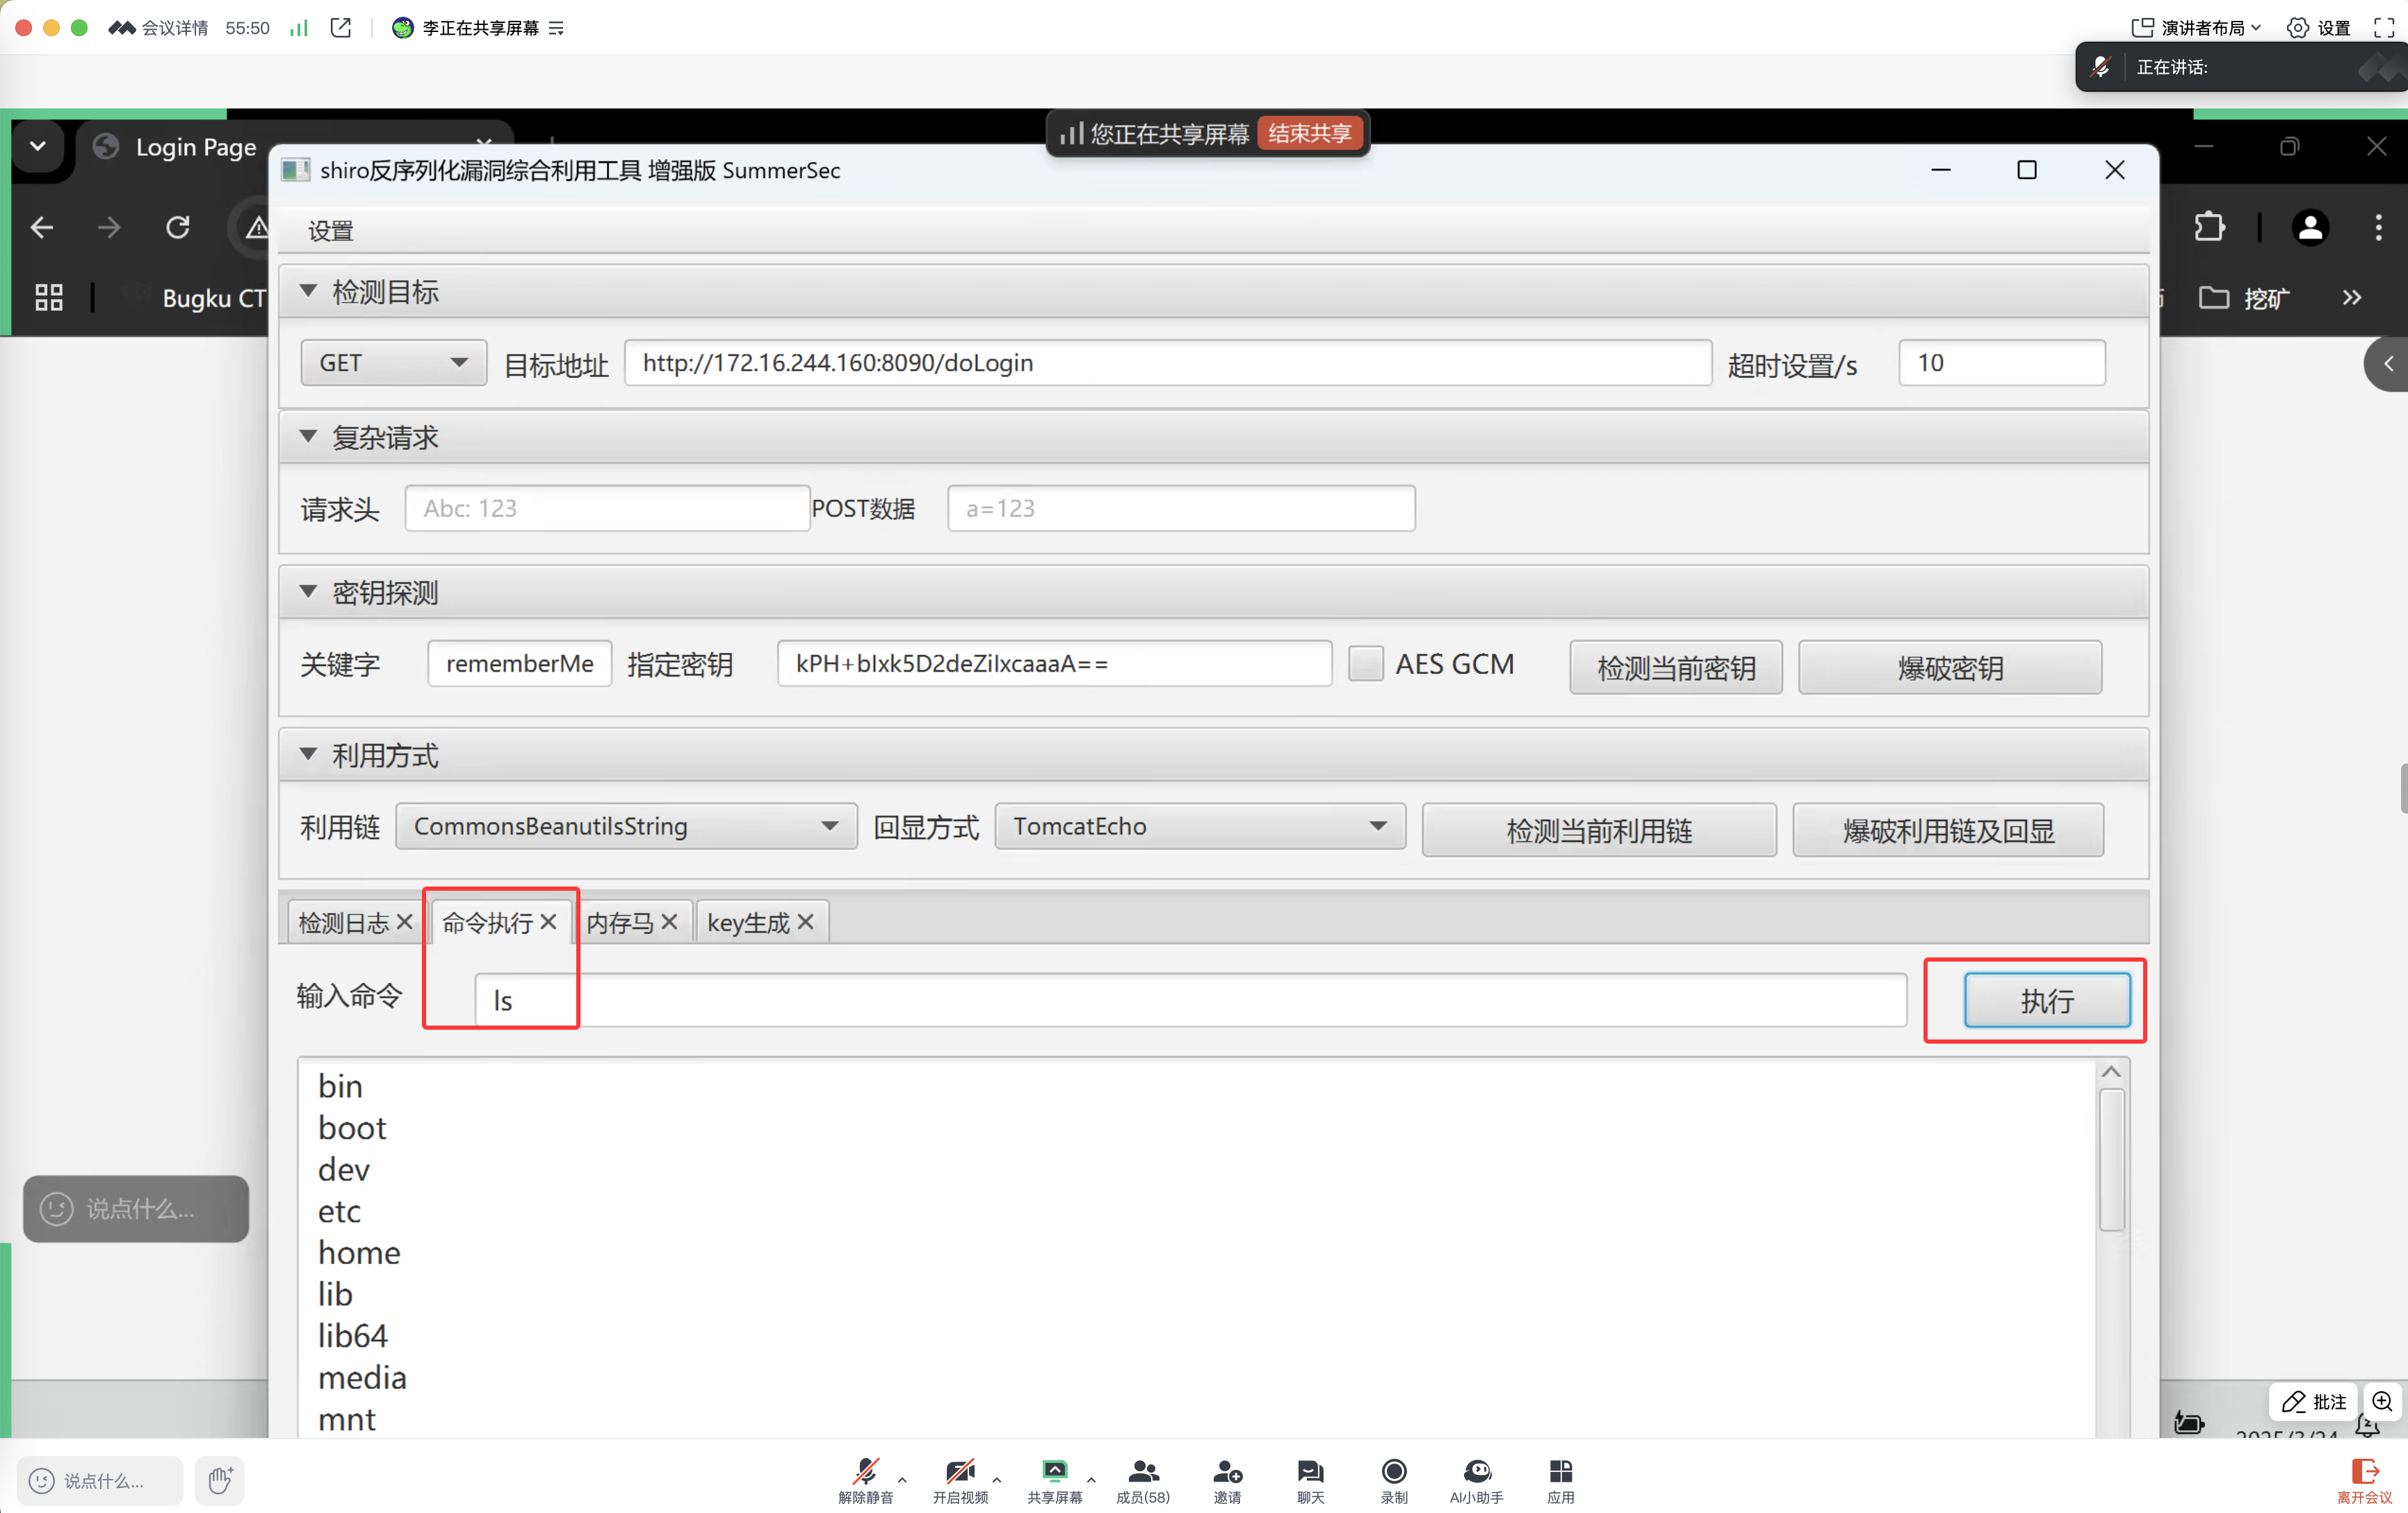 会议详情 55:50 李正在共享屏幕 演讲者布局 设置
正在讲话:
您正在共享屏幕 结束共享
Login Page
shiro反序列化漏洞综合利用工具 增强版 SummerSec
设置
Bugku CT
挖矿
检测目标
GET 目标地址 http://172.16.244.160:8090/doLogin 超时设置/s 10
复杂请求
请求头 Abc: 123 POST数据 a=123
密钥探测
关键字 rememberMe 指定密钥 kPH+bIxk5D2deZiIxcaaaA== AES GCM 检测当前密钥 爆破密钥
利用方式
利用链 CommonsBeanutilsString 回显方式 TomcatEcho 检测当前利用链 爆破利用链及回显
检测日志 命令执行 内存马 key生成
输入命令 ls 执行
bin
boot
dev
etc
home
lib
lib64
media
mnt
说点什么...
批注
2025/3/24
说点什么...
解除静音 开启视频 共享屏幕 成员(58) 邀请 聊天 录制 AI小助手 应用 离开会议